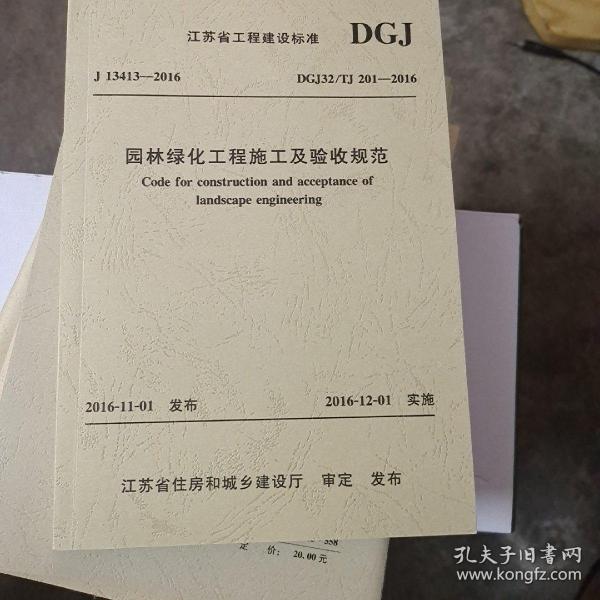 江苏省工程建设标准 DGJ
J 13413—2016 DGJ32/TJ 201—2016
园林绿化工程施工及验收规范
Code for construction and acceptance of
landscape engineering
2016-11-01 发布 2016-12-01 实施
江苏省住房和城乡建设厅 审定 发布
定 价: 20.00元
孔夫子旧书网
www.kongfz.com